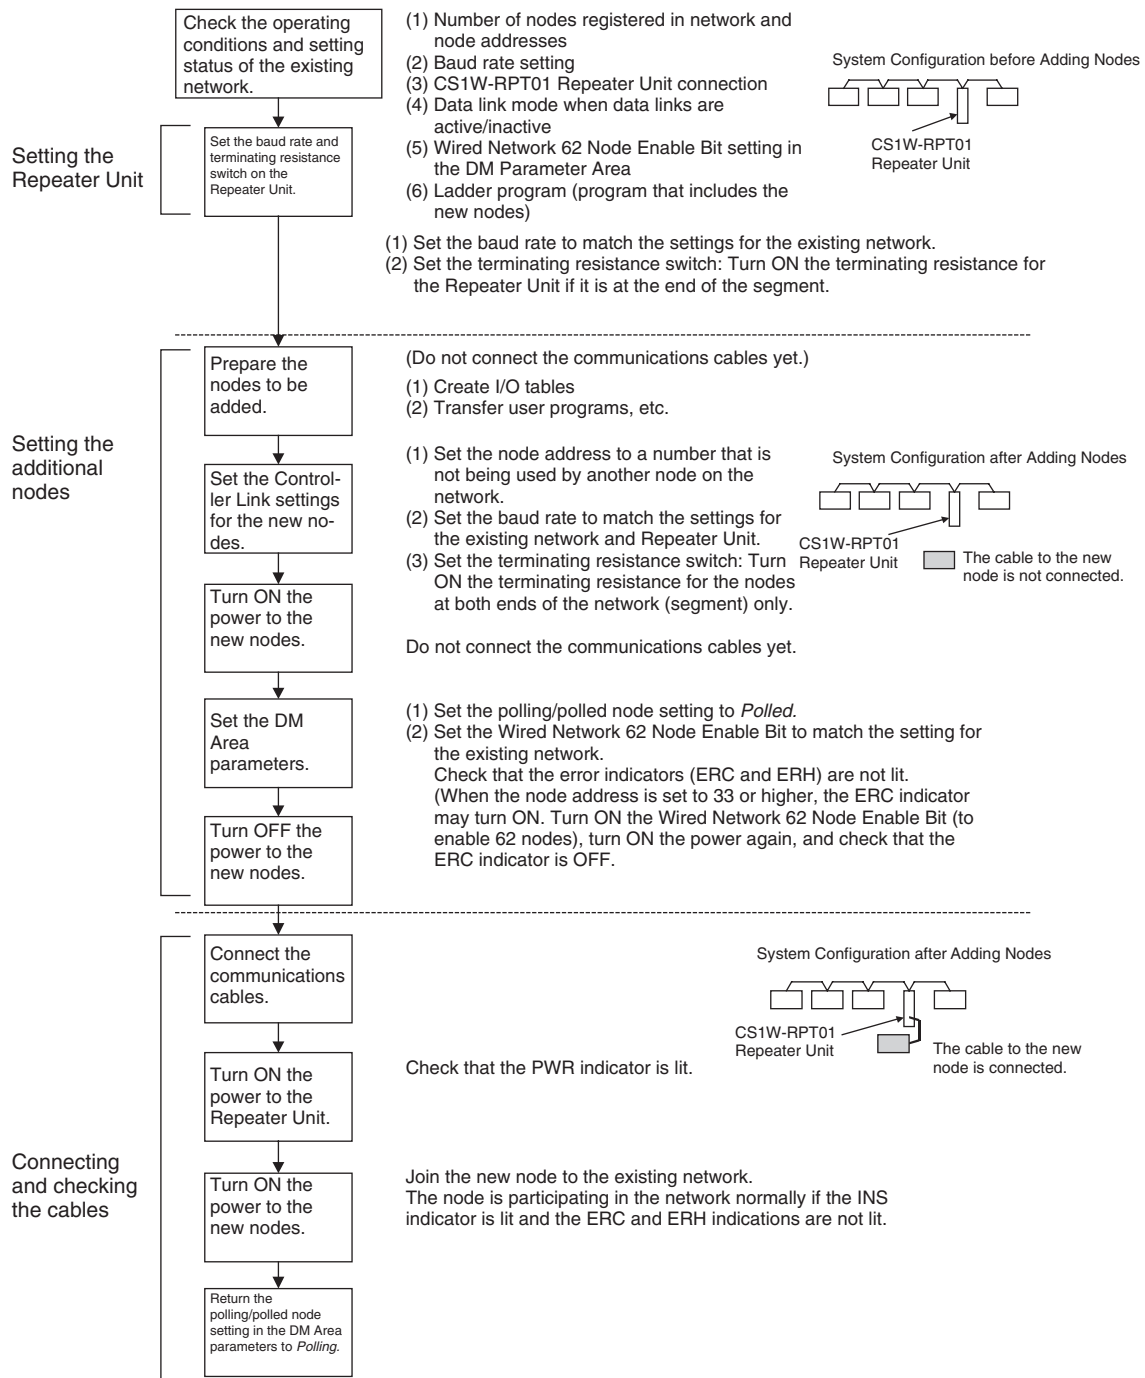 Check the operating
conditions and setting
status of the existing
network.
(1) Number of nodes registered in network and
node addresses
(2) Baud rate setting
(3) CS1W-RPT01 Repeater Unit connection
(4) Data link mode when data links are
active/inactive
(5) Wired Network 62 Node Enable Bit setting in
the DM Parameter Area
(6) Ladder program (program that includes the
new nodes)
System Configuration before Adding Nodes
CS1W-RPT01
Repeater Unit
Setting the
Repeater Unit
Set the baud rate and
terminating resistance
switch on the
Repeater Unit.
(1) Set the baud rate to match the settings for the existing network.
(2) Set the terminating resistance switch: Turn ON the terminating resistance for
the Repeater Unit if it is at the end of the segment.
Setting the
additional
nodes
Prepare the
nodes to be
added.
(Do not connect the communications cables yet.)
(1) Create I/O tables
(2) Transfer user programs, etc.
Set the Control-
ler Link settings
for the new no-
des.
(1) Set the node address to a number that is
not being used by another node on the
network.
(2) Set the baud rate to match the settings for
the existing network and Repeater Unit.
(3) Set the terminating resistance switch: Turn
ON the terminating resistance for the nodes
at both ends of the network (segment) only.
System Configuration after Adding Nodes
CS1W-RPT01
Repeater Unit
The cable to the new
node is not connected.
Turn ON the
power to the
new nodes.
Do not connect the communications cables yet.
Set the DM
Area
parameters.
(1) Set the polling/polled node setting to Polled.
(2) Set the Wired Network 62 Node Enable Bit to match the setting for
the existing network.
Check that the error indicators (ERC and ERH) are not lit.
(When the node address is set to 33 or higher, the ERC indicator
may turn ON. Turn ON the Wired Network 62 Node Enable Bit (to
enable 62 nodes), turn ON the power again, and check that the
ERC indicator is OFF.
Turn OFF the
power to the
new nodes.
Connecting
and checking
the cables
Connect the
communications
cables.
System Configuration after Adding Nodes
CS1W-RPT01
Repeater Unit
The cable to the new
node is connected.
Turn ON the
power to the
Repeater Unit.
Check that the PWR indicator is lit.
Turn ON the
power to the
new nodes.
Join the new node to the existing network.
The node is participating in the network normally if the INS
indicator is lit and the ERC and ERH indications are not lit.
Return the
polling/polled node
setting in the DM Area
parameters to Polling.